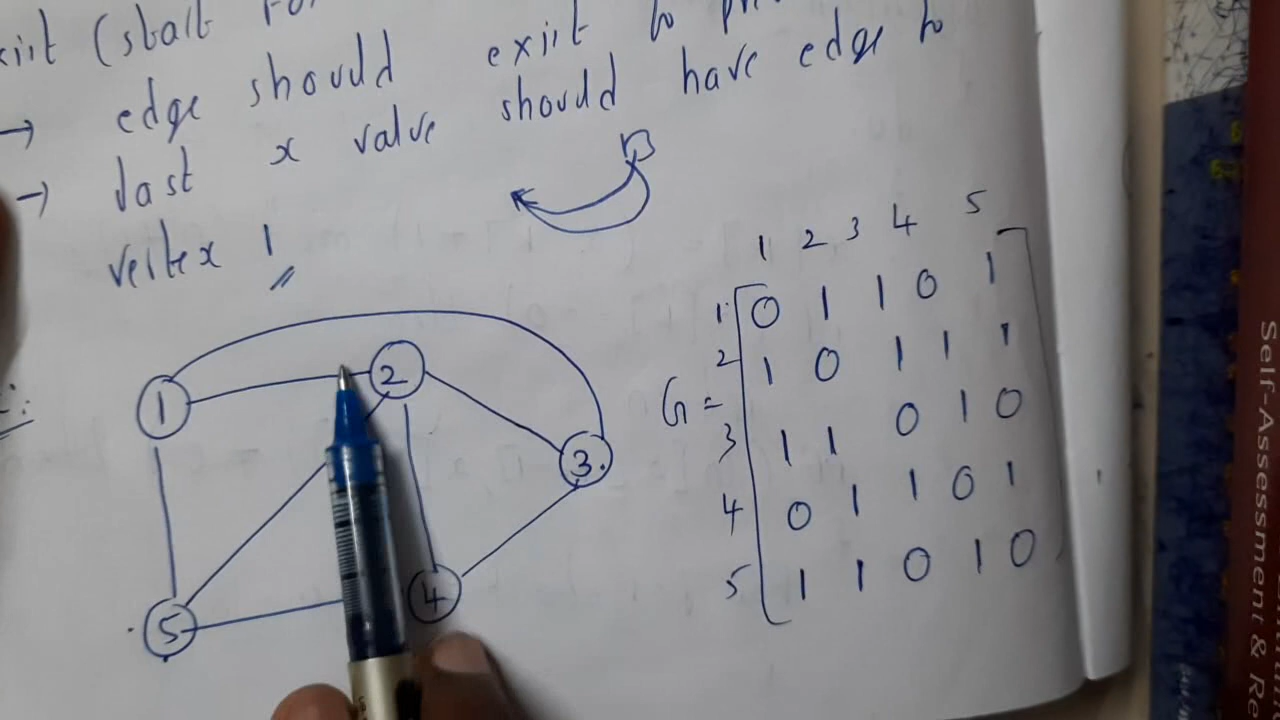 (start
→ edge should exist to
→ last x value should have edge to
vertex 1
1 2 3 4 5
1 0 1 1 0 1
2 1 0 1 1 1
G =
3 1 1 0 1 0
4 0 1 1 0 1
5 1 1 0 1 0
1
2
3
4
5
Self-Assessment & Re